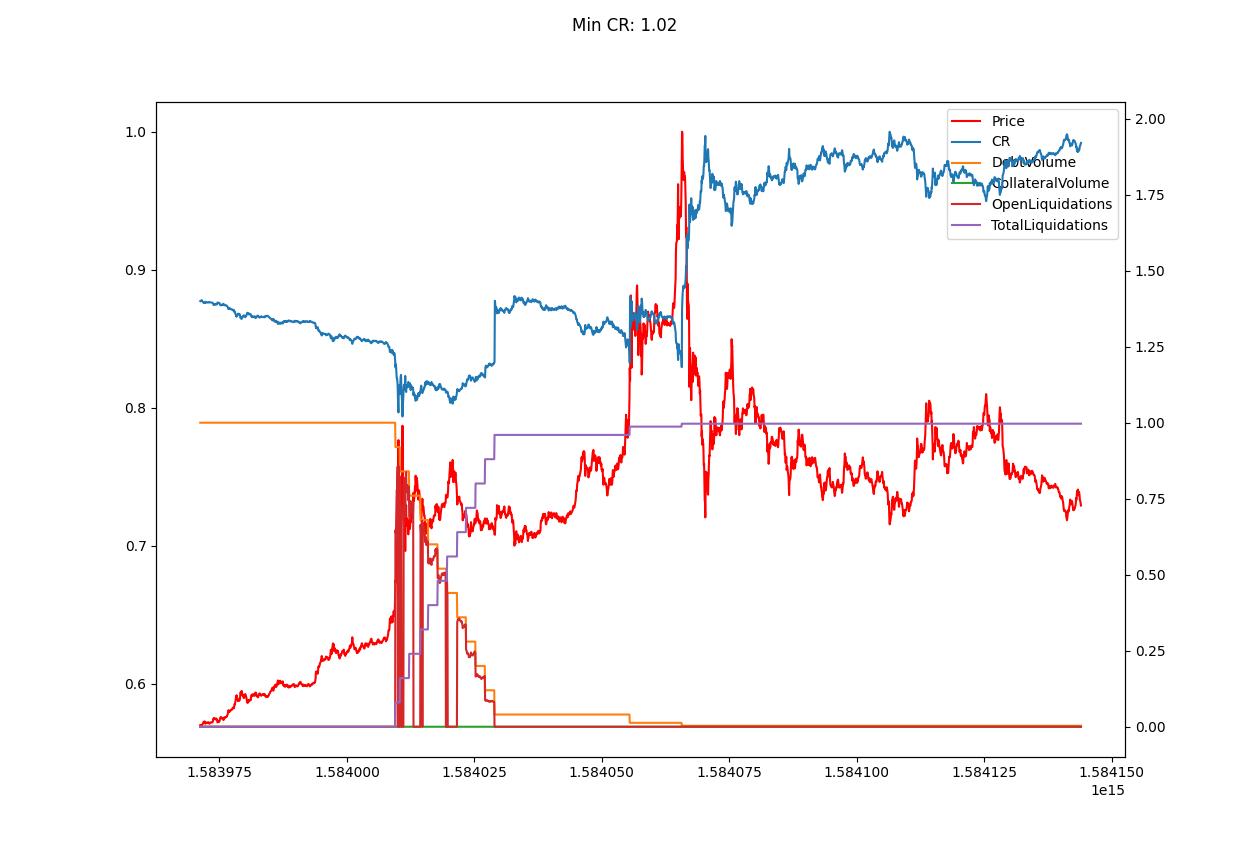 Min CR: 1.02
1.0
0.9
0.8
0.7
0.6
2.00
1.75
1.50
1.25
1.00
0.75
0.50
0.25
0.00
Price
CR
DebtVolume
CollateralVolume
OpenLiquidations
TotalLiquidations
1.583975 1.584000 1.584025 1.584050 1.584075 1.584100 1.584125 1.584150
1e15